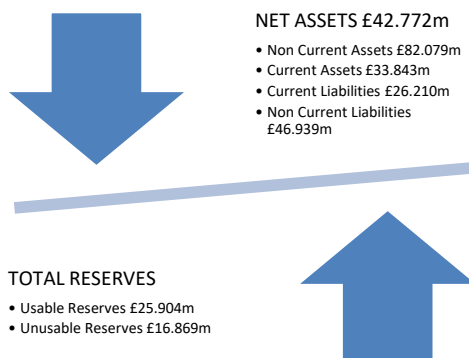 NET ASSETS £42.772m
• Non Current Assets £82.079m
• Current Assets £33.843m
• Current Liabilities £26.210m
• Non Current Liabilities
£46.939m
TOTAL RESERVES
• Usable Reserves £25.904m
• Unusable Reserves £16.869m